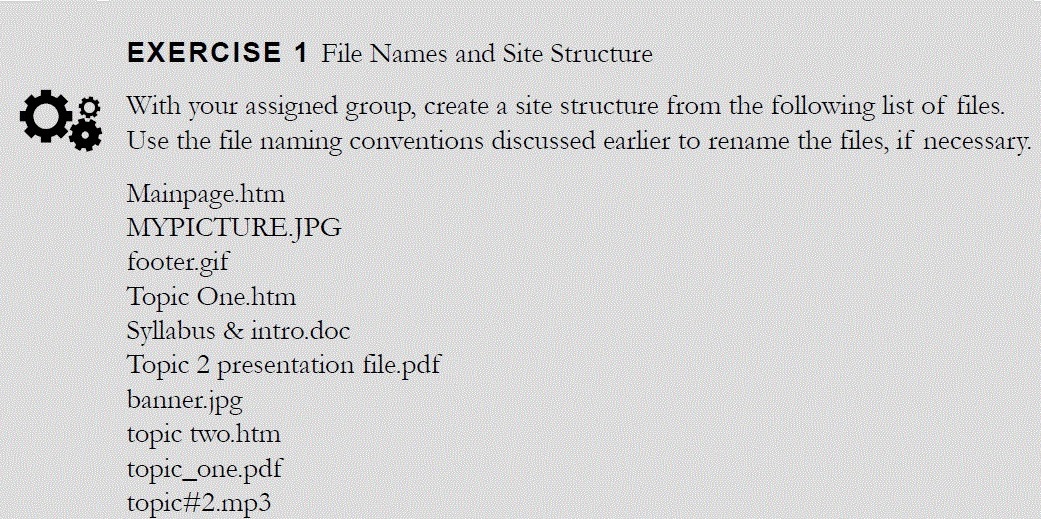 EXERCISE 1 File Names and Site Structure
With your assigned group, create a site structure from the following list of files.
Use the file naming conventions discussed earlier to rename the files, if necessary.
Mainpage.htm
MYPICTURE.JPG
footer.gif
Topic One.htm
Syllabus & intro.doc
Topic 2 presentation file.pdf
banner.jpg
topic two.htm
topic_one.pdf
topic#2.mp3